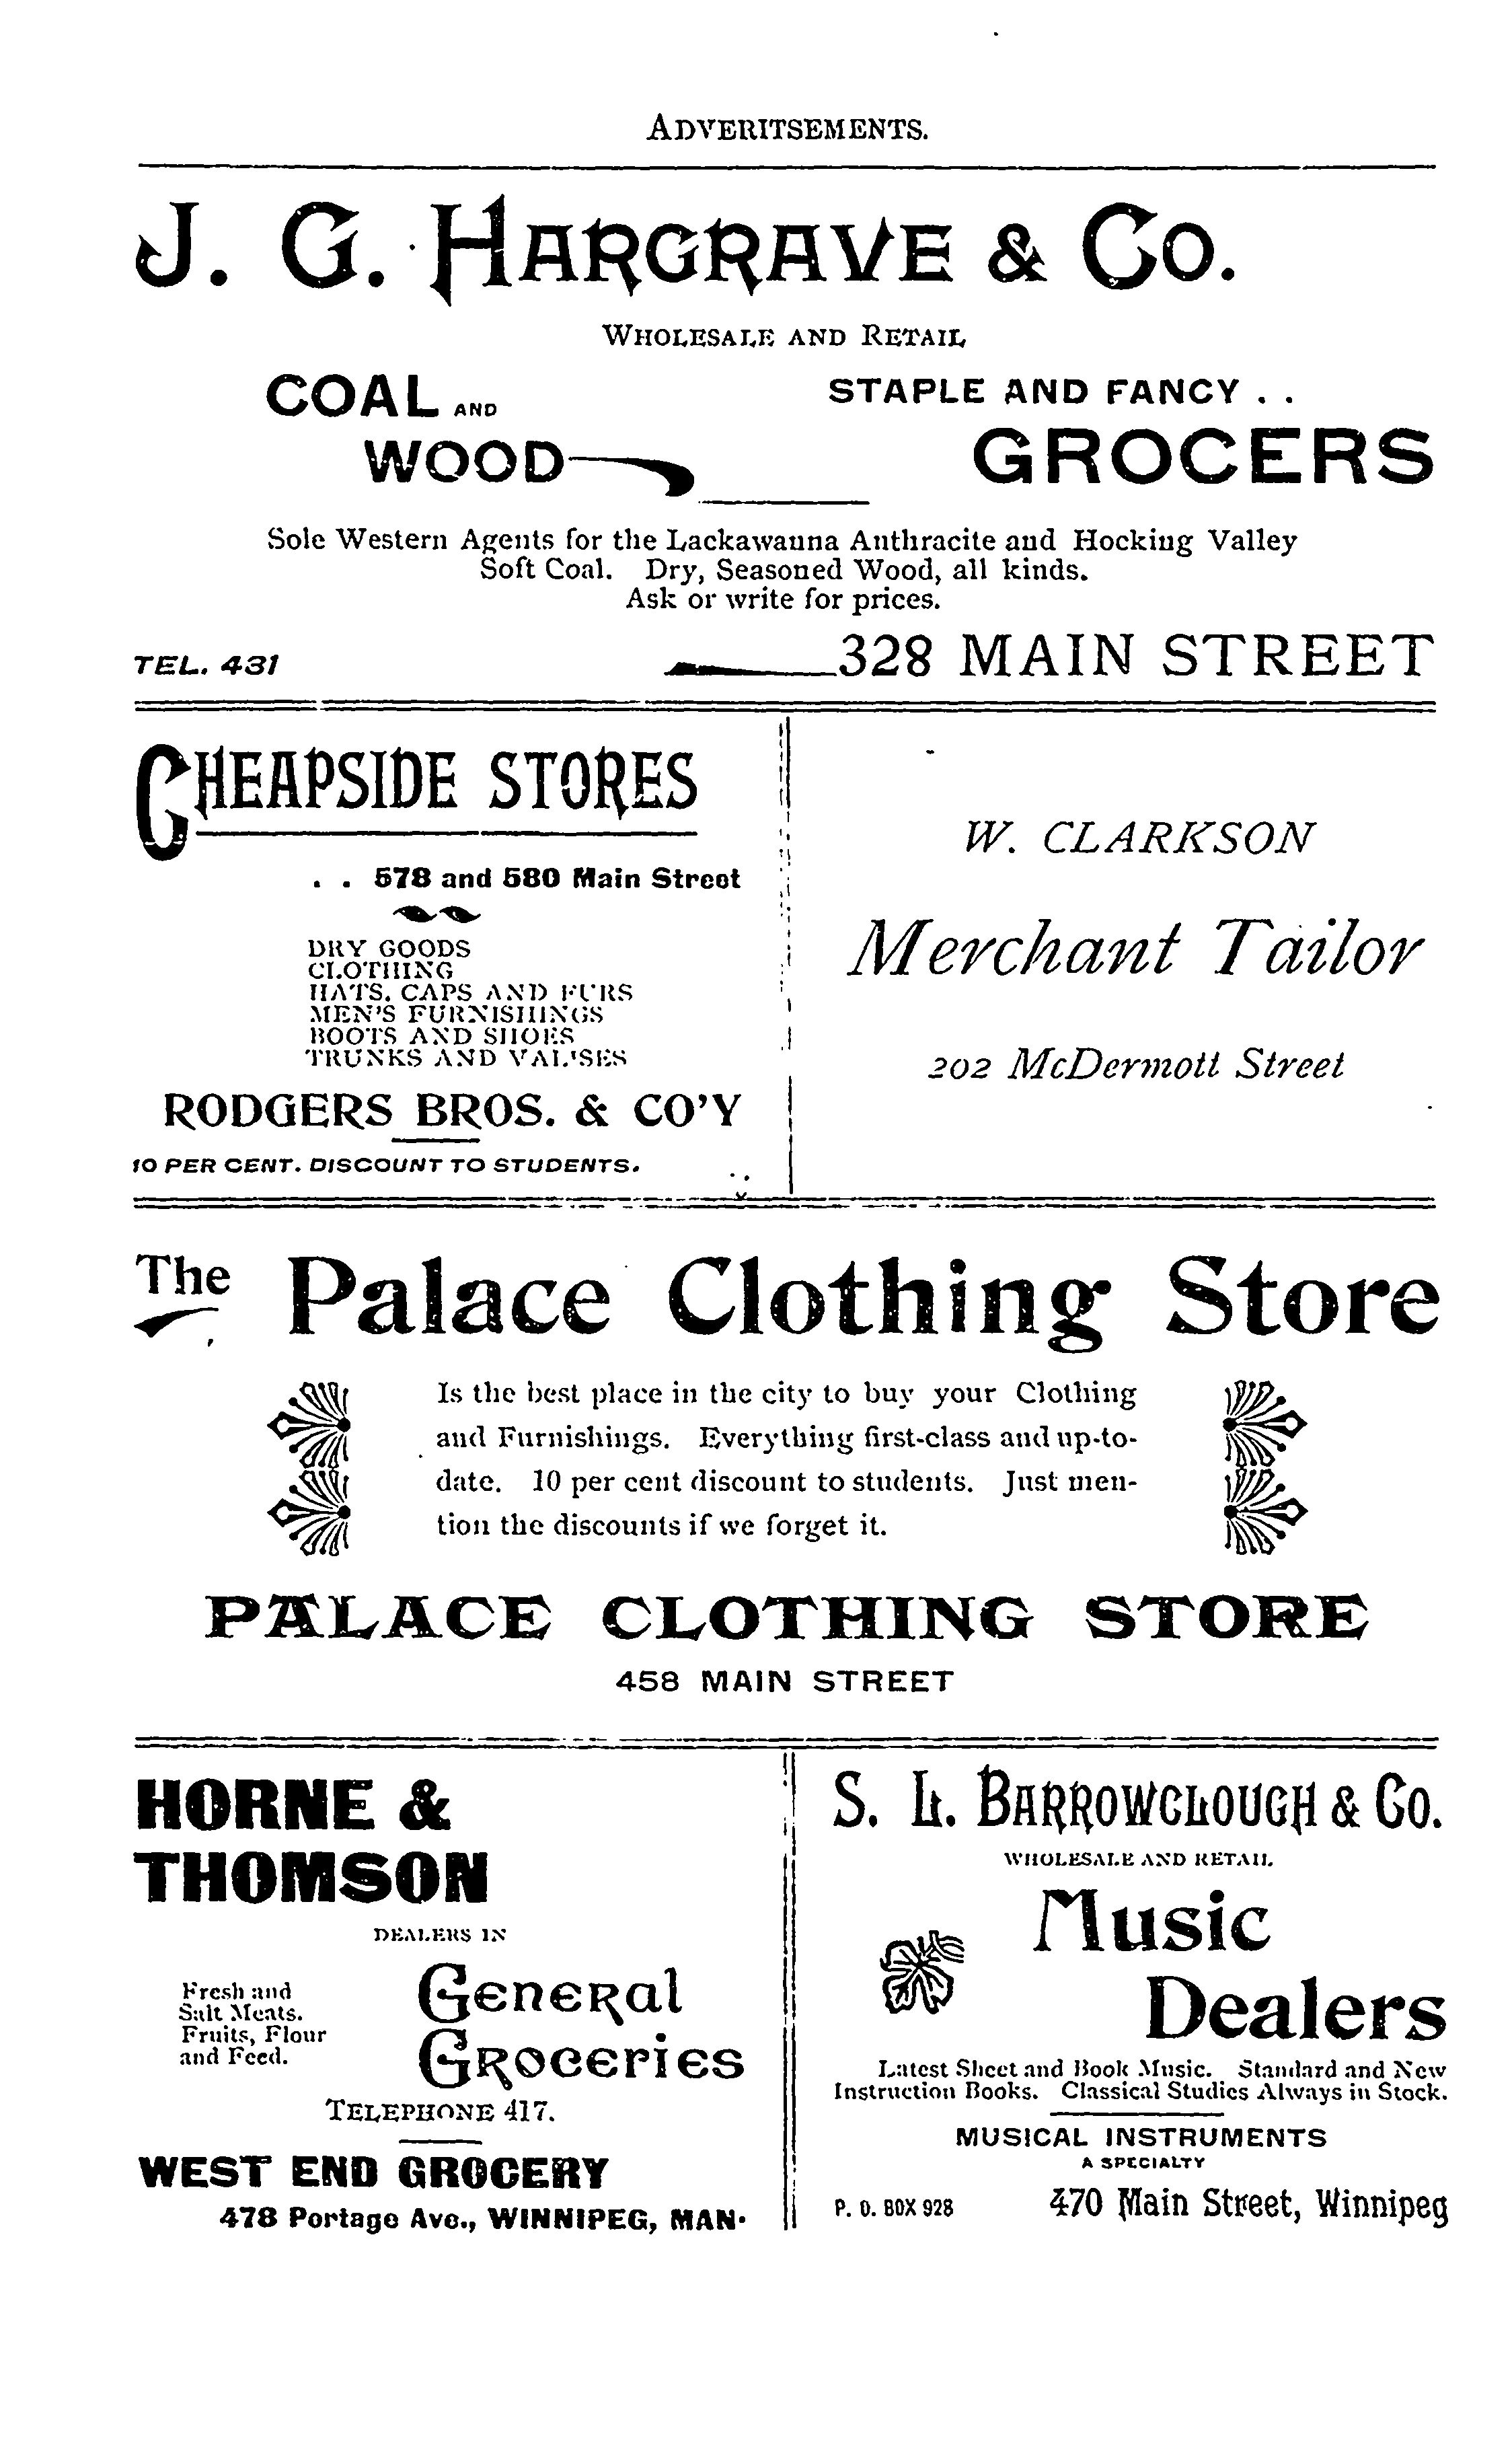 ADVERITSEMENTS.
J. G. HARGRAVE & CO.
WHOLESALE AND RETAIL
COAL AND
WOOD
STAPLE AND FANCY . .
GROCERS
Sole Western Agents for the Lackawanna Anthracite and Hocking Valley
Soft Coal. Dry, Seasoned Wood, all kinds.
Ask or write for prices.
TEL. 431
328 MAIN STREET
CHEAPSIDE STORES
. . 578 and 580 Main Street
DRY GOODS
CLOTHING
HATS, CAPS AND FURS
MEN'S FURNISHINGS
BOOTS AND SHOES
TRUNKS AND VALISES
RODGERS BROS. & CO'Y
10 PER CENT. DISCOUNT TO STUDENTS.
W. CLARKSON
Merchant Tailor
202 McDermott Street
The Palace Clothing Store
Is the best place in the city to buy your Clothing
and Furnishings. Everything first-class and up-to-
date. 10 per cent discount to students. Just men-
tion the discounts if we forget it.
PALACE CLOTHING STORE
458 MAIN STREET
HORNE &
THOMSON
DEALERS IN
Fresh and
Salt Meats.
Fruits, Flour
and Feed.
General
Groceries
TELEPHONE 417.
WEST END GROCERY
478 Portage Ave., WINNIPEG, MAN.
S. L. BARROWCLOUGH & CO.
WHOLESALE AND RETAIL
Music
Dealers
Latest Sheet and Book Music. Standard and New
Instruction Books. Classical Studies Always in Stock.
MUSICAL INSTRUMENTS
A SPECIALTY
P. O. BOX 928
470 Main Street, Winnipeg